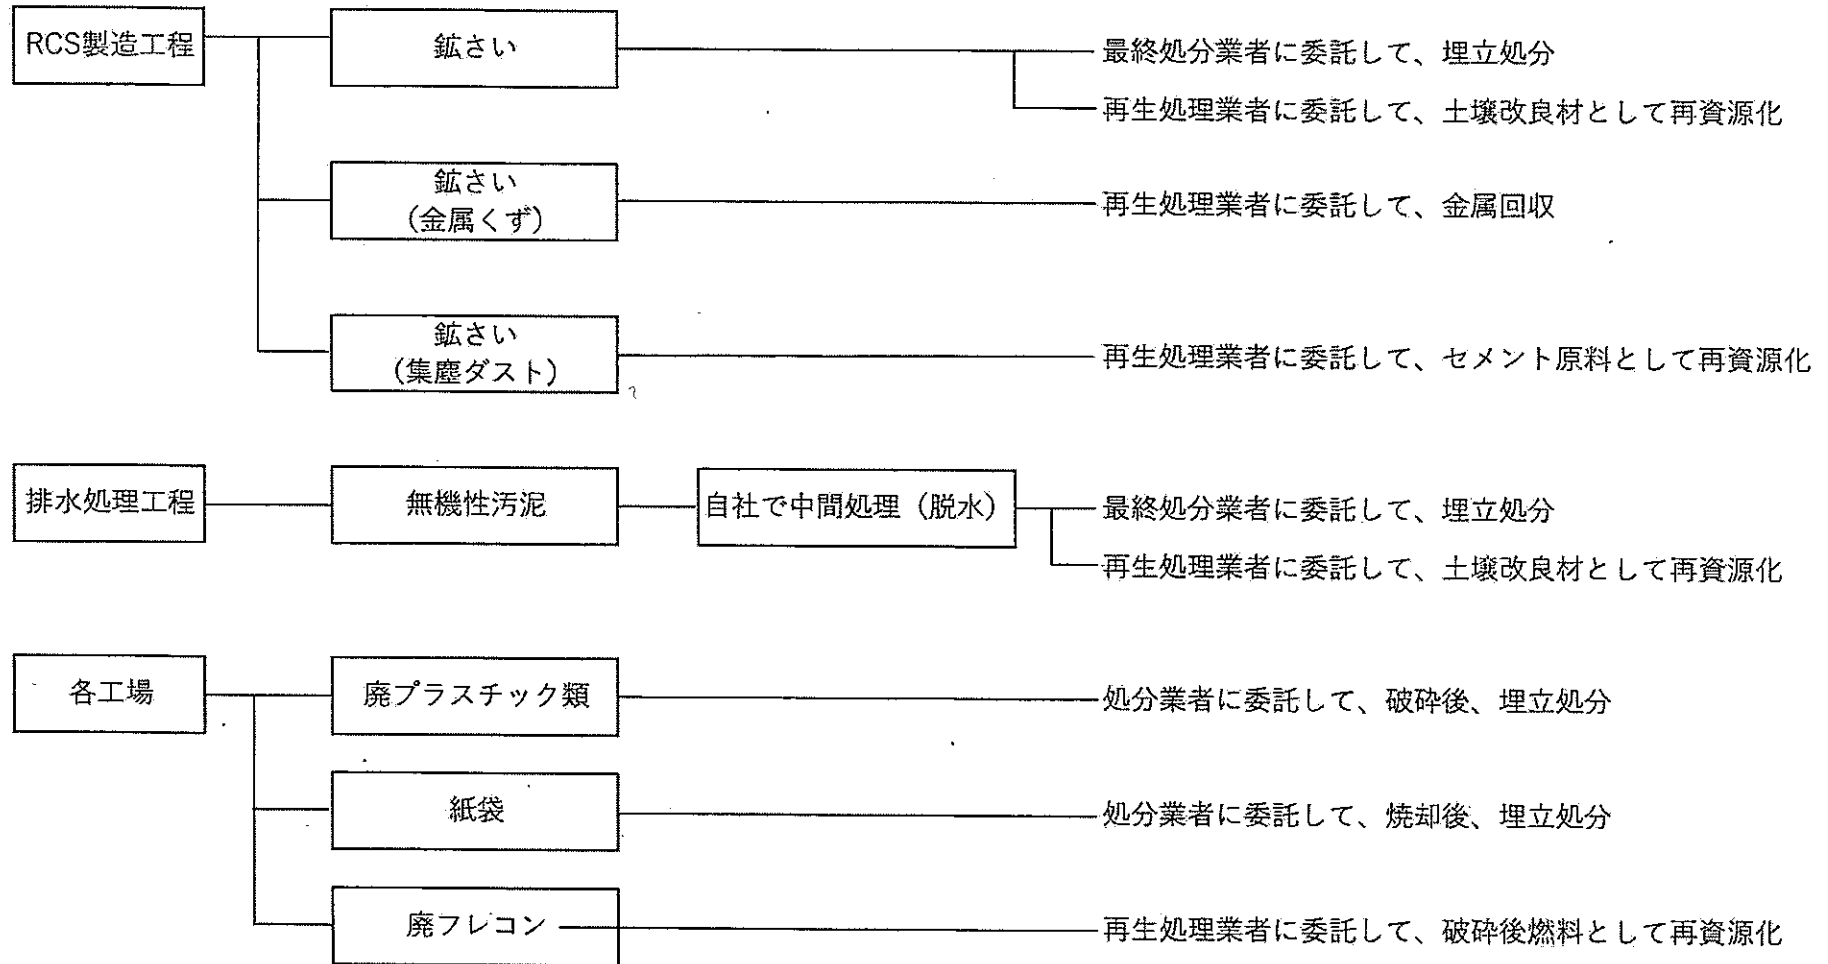 RCS製造工程
鉱さい
最終処分業者に委託して、埋立処分
再生処理業者に委託して、土壌改良材として再資源化
鉱さい
(金属くず)
再生処理業者に委託して、金属回収
鉱さい
(集塵ダスト)
再生処理業者に委託して、セメント原料として再資源化
排水処理工程
無機性汚泥
自社で中間処理(脱水)
最終処分業者に委託して、埋立処分
再生処理業者に委託して、土壌改良材として再資源化
各工場
廃プラスチック類
処分業者に委託して、破砕後、埋立処分
紙袋
処分業者に委託して、焼却後、埋立処分
廃フレコン
再生処理業者に委託して、破砕後燃料として再資源化